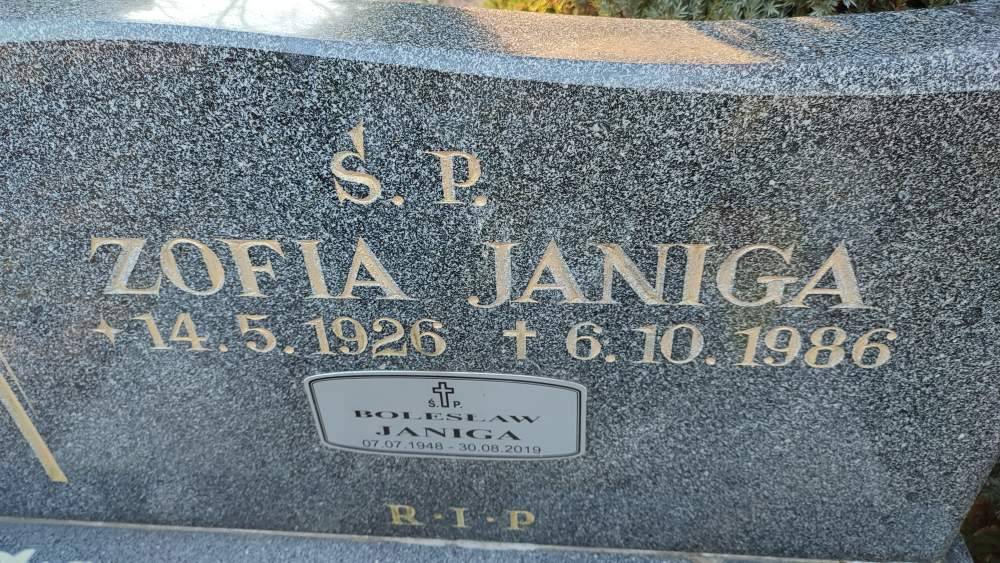 Ś. P.
ZOFIA JANIGA
14.5.1926 † 6.10.1986
Ś. P.
BOLESŁAW
JANIGA
07.07.1948 - 30.08.2019
R·I·P